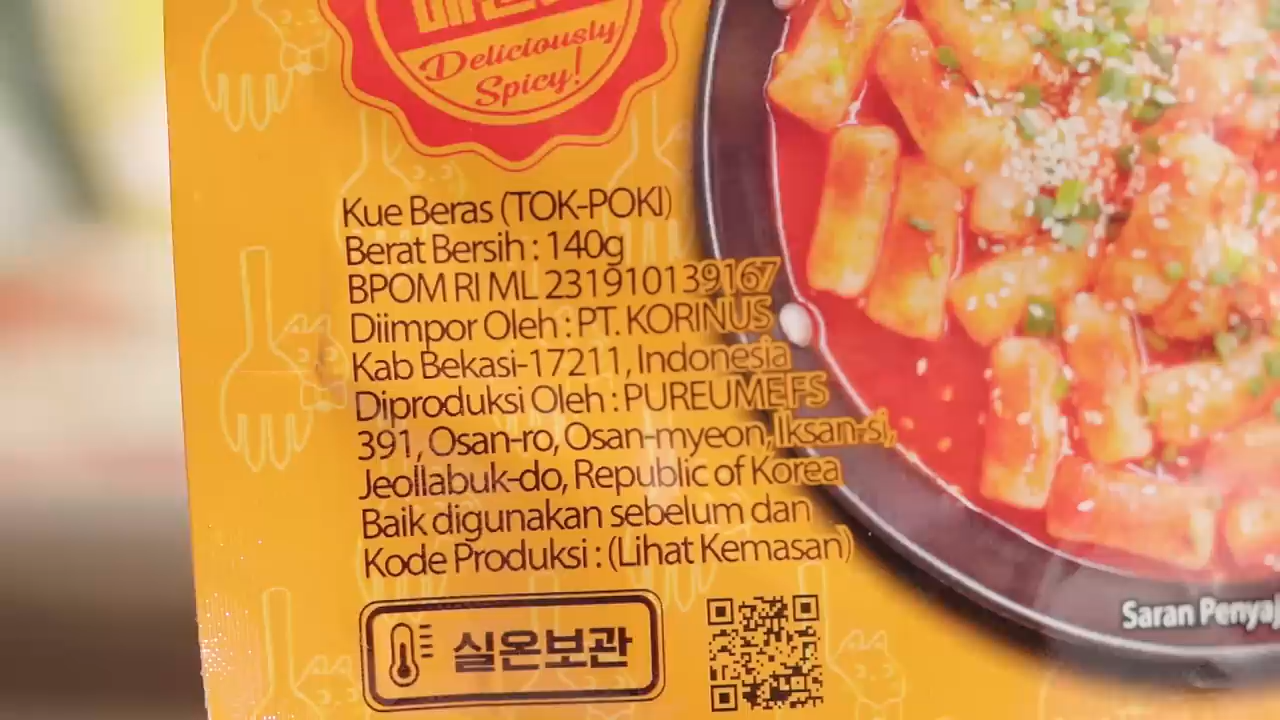 Deliciously
Spicy!
Kue Beras (TOK-POKI)
Berat Bersih : 140g
BPOM RI ML 231910139167
Diimpor Oleh : PT. KORINUS
Kab Bekasi-17211, Indonesia
Diproduksi Oleh : PUREUME FS
391, Osan-ro, Osan-myeon, Iksan-si,
Jeollabuk-do, Republic of Korea
Baik digunakan sebelum dan
Kode Produksi : (Lihat Kemasan)
실온보관
Saran